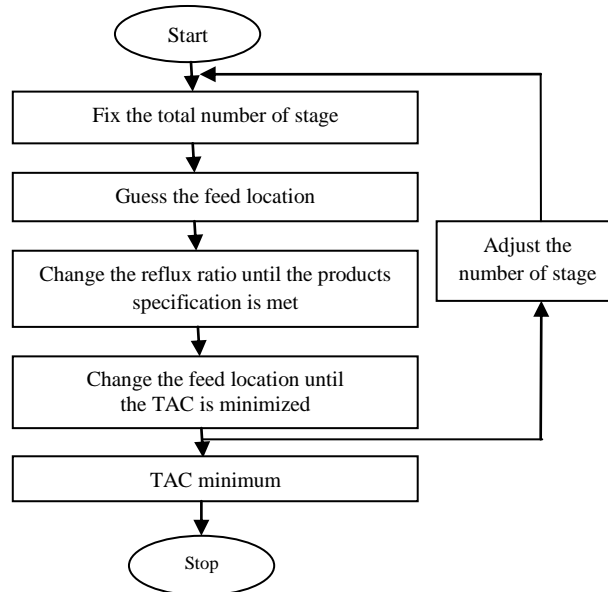 Start
Fix the total number of stage
Guess the feed location
Change the reflux ratio until the products
specification is met
Adjust the
number of stage
Change the feed location until
the TAC is minimized
TAC minimum
Stop